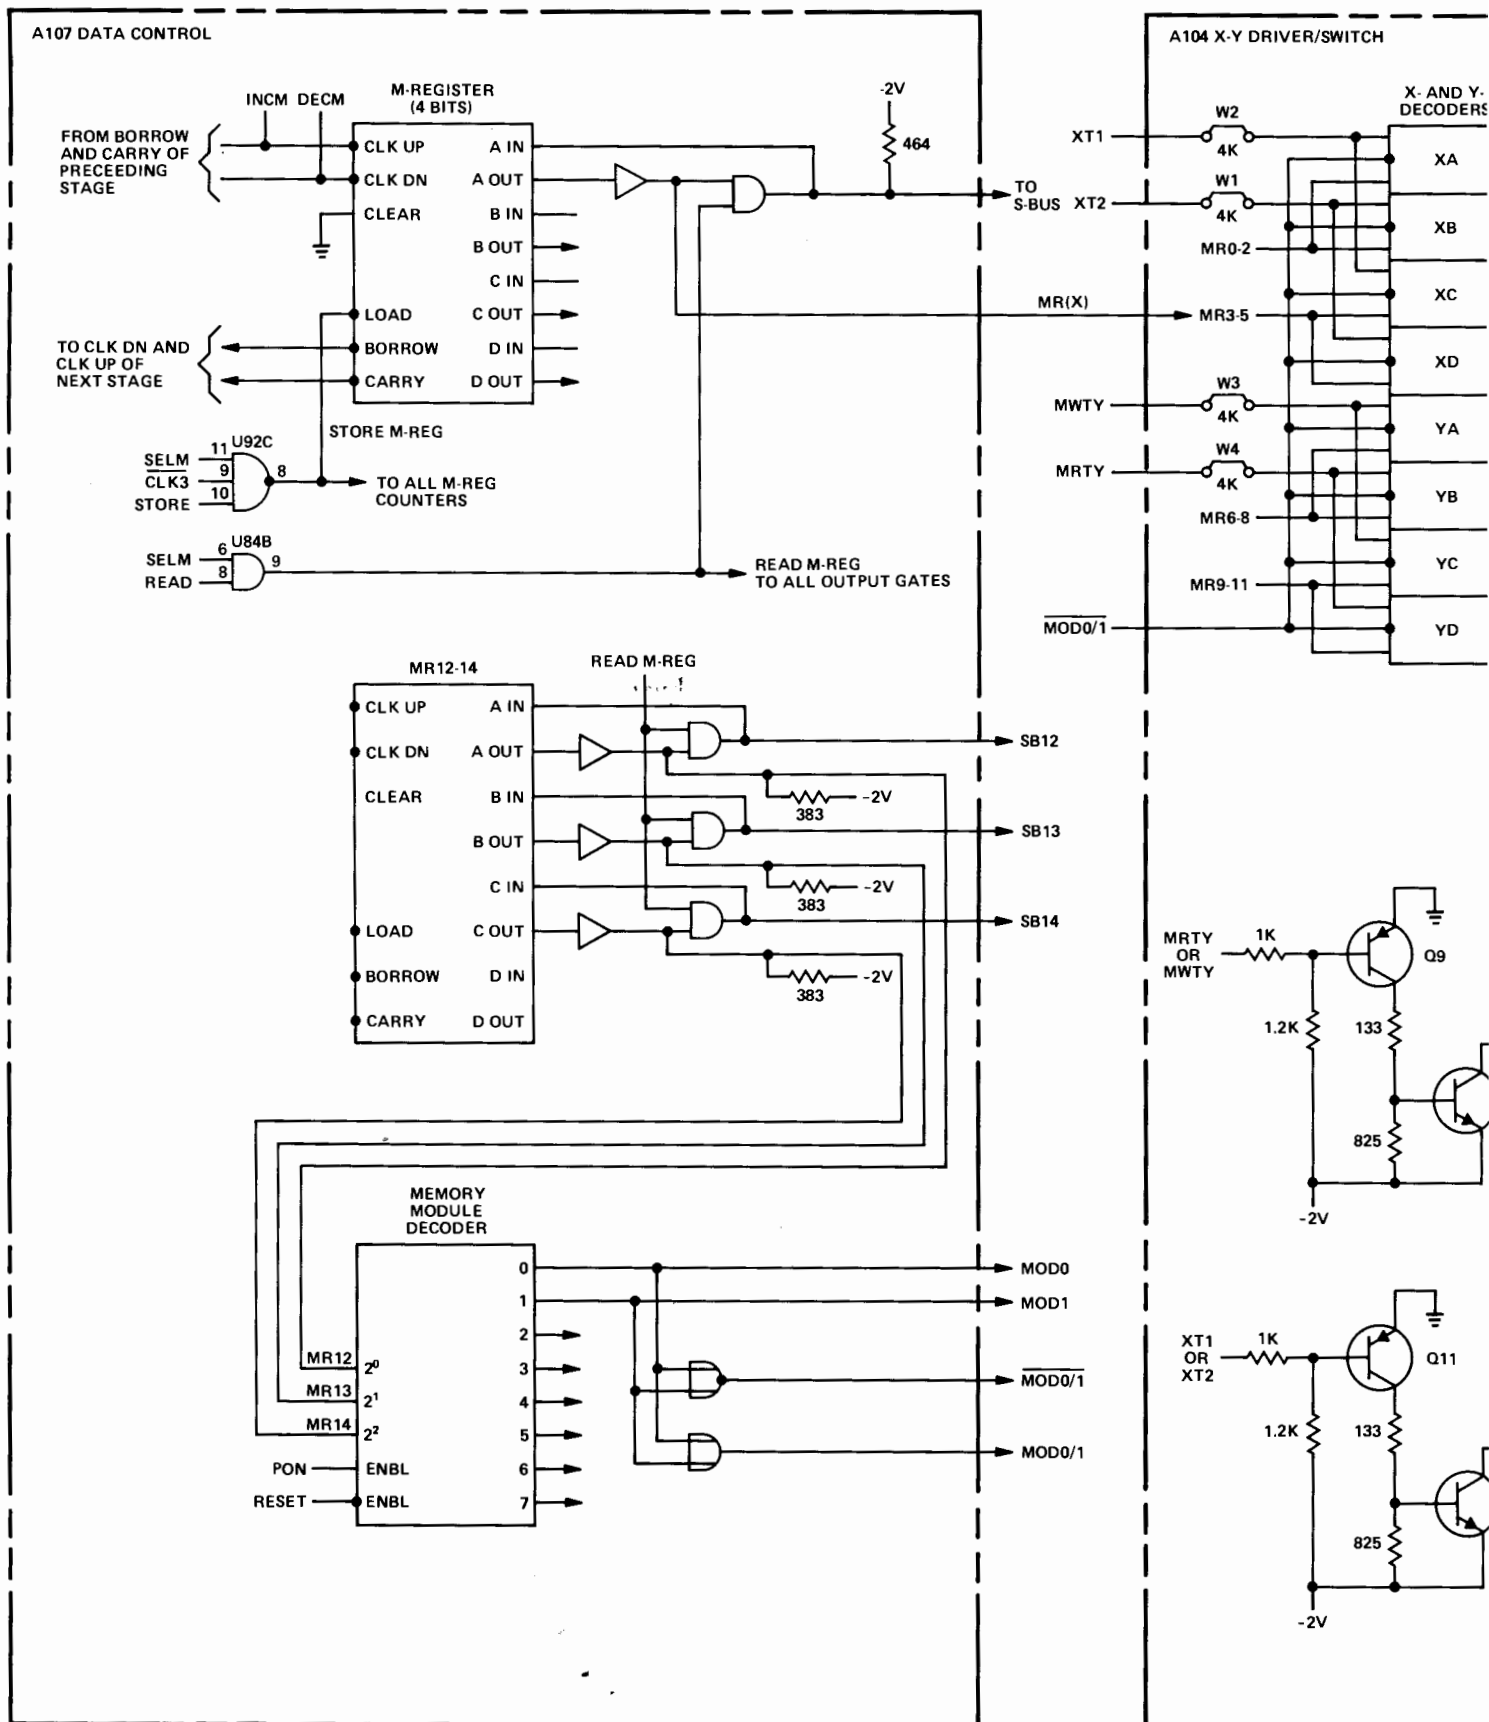 A107 DATA CONTROL
INCM DECM
M-REGISTER
(4 BITS)
FROM BORROW
AND CARRY OF
PRECEEDING
STAGE
CLK UP
CLK DN
CLEAR
LOAD
BORROW
CARRY
A IN
A OUT
B IN
B OUT
C IN
C OUT
D IN
D OUT
TO CLK DN AND
CLK UP OF
NEXT STAGE
-2V
464
TO
S-BUS
MR(X)
STORE M-REG
U92C
SELM 11
CLK3 9
STORE 10
8
TO ALL M-REG
COUNTERS
U84B
SELM 6
READ 8
9
READ M-REG
TO ALL OUTPUT GATES
MR12-14
READ M-REG
CLK UP
CLK DN
CLEAR
LOAD
BORROW
CARRY
A IN
A OUT
B IN
B OUT
C IN
C OUT
D IN
D OUT
SB12
383
-2V
SB13
383
-2V
SB14
383
-2V
MEMORY
MODULE
DECODER
MR12 2⁰
MR13 2¹
MR14 2²
PON ENBL
RESET ENBL
0
1
2
3
4
5
6
7
MOD0
MOD1
MOD0/1
MOD0/1
A104 X-Y DRIVER/SWITCH
X- AND Y-
DECODERS
XT1
W2
4K
XT2
W1
4K
MR0-2
MR3-5
MWTY
W3
4K
MRTY
W4
4K
MR6-8
MR9-11
MOD0/1
XA
XB
XC
XD
YA
YB
YC
YD
MRTY
OR
MWTY
1K
Q9
1.2K
133
825
-2V
XT1
OR
XT2
1K
Q11
1.2K
133
825
-2V